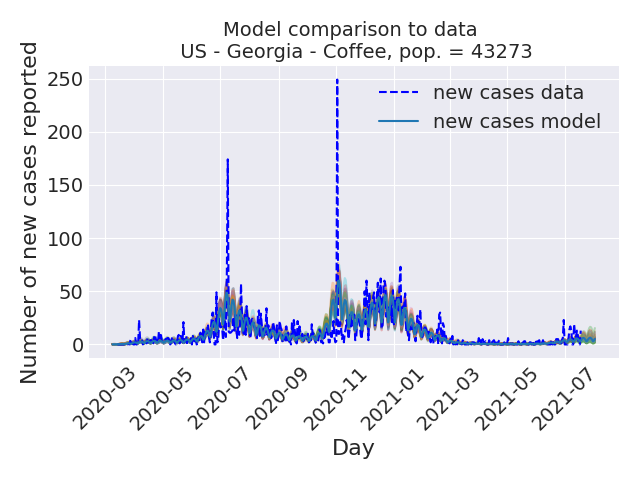 Model comparison to data
US - Georgia - Coffee, pop. = 43273
Number of new cases reported
250
200
150
100
50
0
new cases data
new cases model
2020-03
2020-05
2020-07
2020-09
2020-11
2021-01
2021-03
2021-05
2021-07
Day